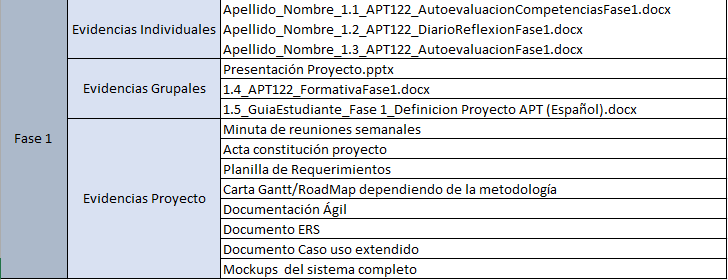 Fase 1
Evidencias Individuales
Apellido_Nombre_1.1_APT122_AutoevaluacionCompetenciasFase1.docx
Apellido_Nombre_1.2_APT122_DiarioReflexionFase1.docx
Apellido_Nombre_1.3_APT122_AutoevaluacionFase1.docx
Evidencias Grupales
Presentación Proyecto.pptx
1.4_APT122_FormativaFase1.docx
1.5_GuiaEstudiante_Fase 1_Definicion Proyecto APT (Español).docx
Evidencias Proyecto
Minuta de reuniones semanales
Acta constitución proyecto
Planilla de Requerimientos
Carta Gantt/RoadMap dependiendo de la metodología
Documentación Ágil
Documento ERS
Documento Caso uso extendido
Mockups del sistema completo